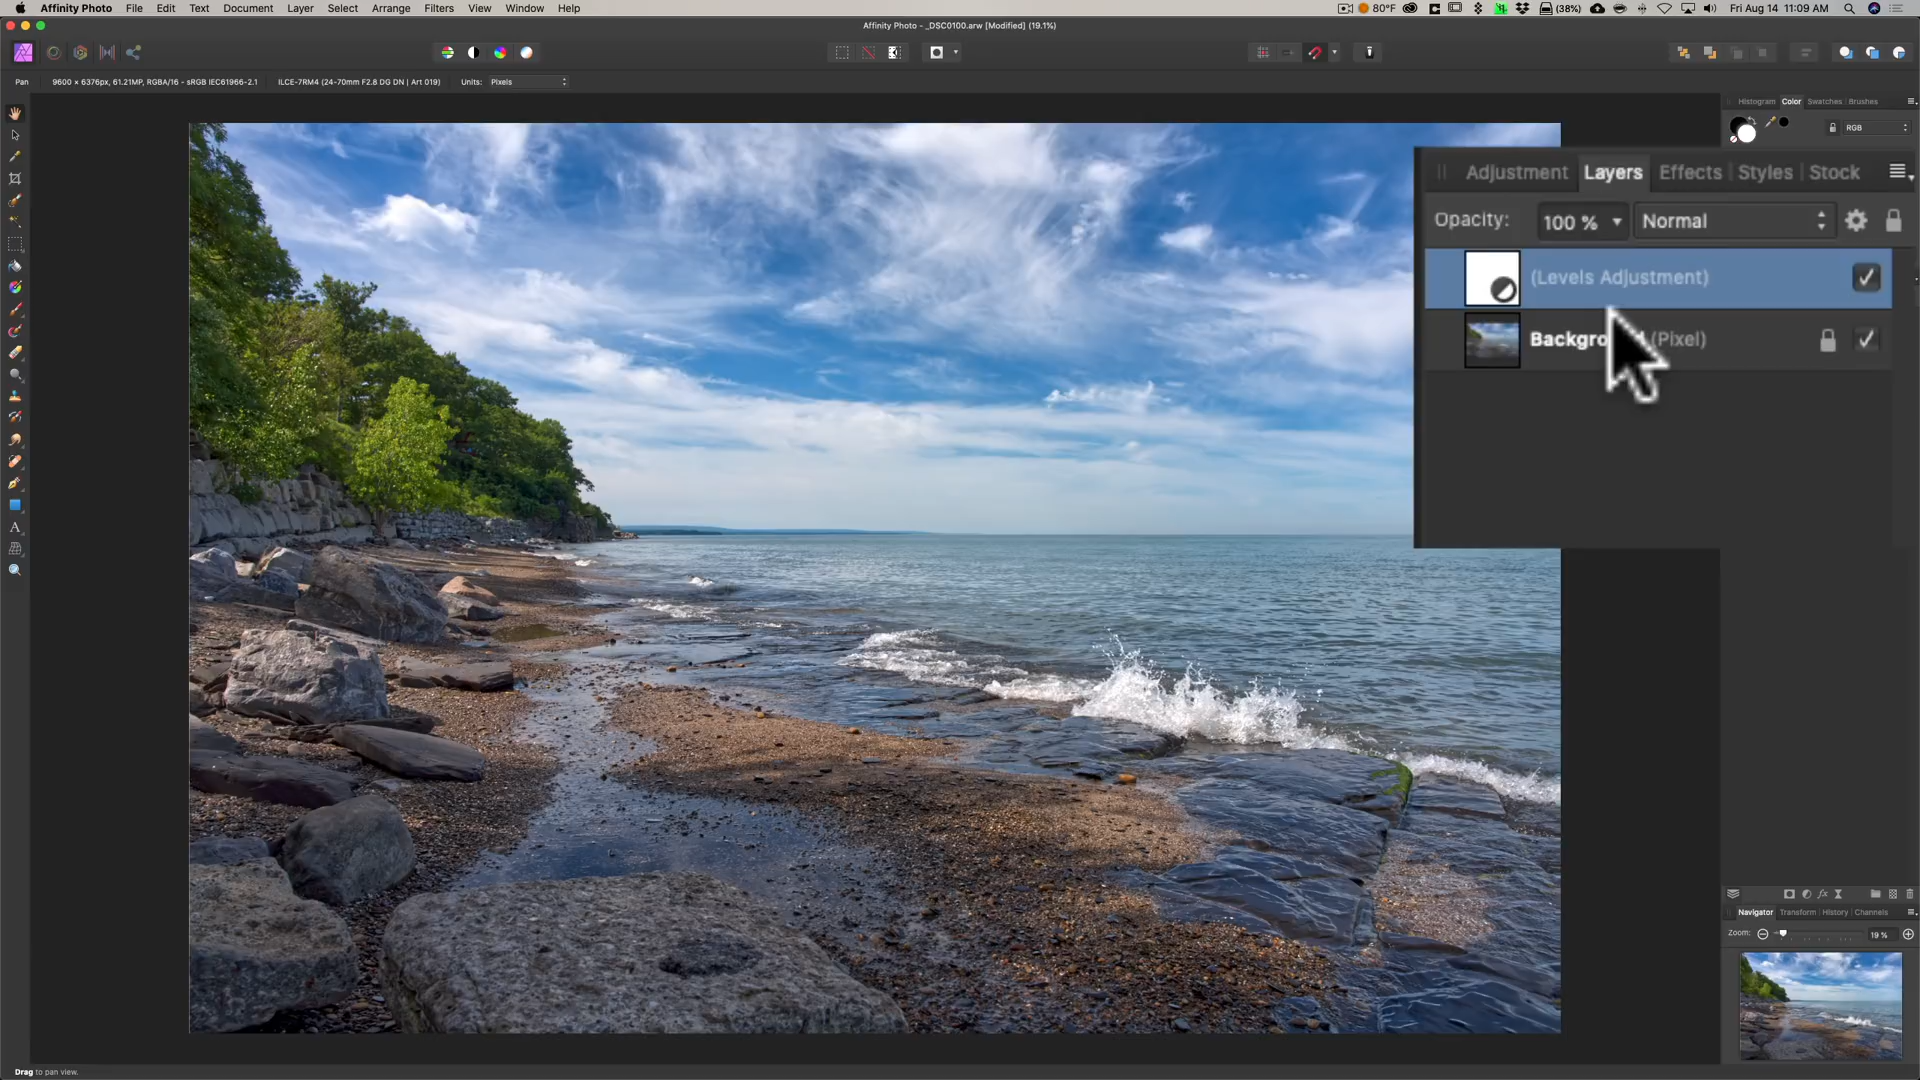 Affinity Photo File Edit Text Document Layer Select Arrange Filters View Window Help 80°F (38%) Fri Aug 14 11:09 AM
Affinity Photo - _DSC0100.arw [Modified] (19.1%)
Pan 9600 × 6376px, 61.21MP, RGBA/16 - sRGB IEC61966-2.1 ILCE-7RM4 (24-70mm F2.8 DG DN | Art 019) Units: Pixels
Histogram Color Swatches Brushes
RGB
Adjustment Layers Effects Styles Stock
Opacity: 100 % Normal
(Levels Adjustment)
Backgro (Pixel)
A
fx
Navigator Transform History Channels
Zoom: 19 %
Drag to pan view.